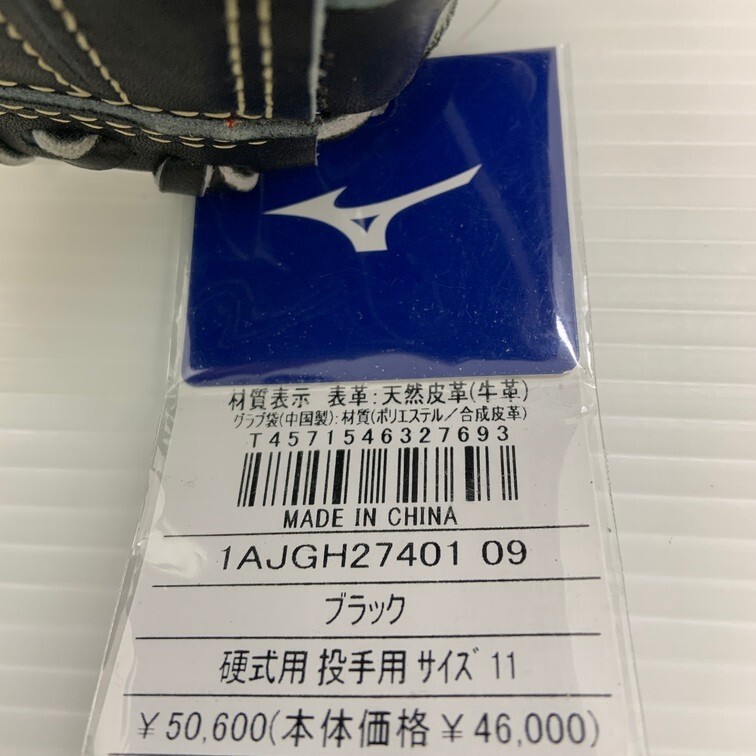 材質表示 表革:天然皮革(牛革)
グラブ袋(中国製):材質(ポリエステル/合成皮革)
T4571546327693
MADE IN CHINA
1AJGH27401 09
ブラック
硬式用 投手用 サイズ 11
¥50,600(本体価格¥46,000)